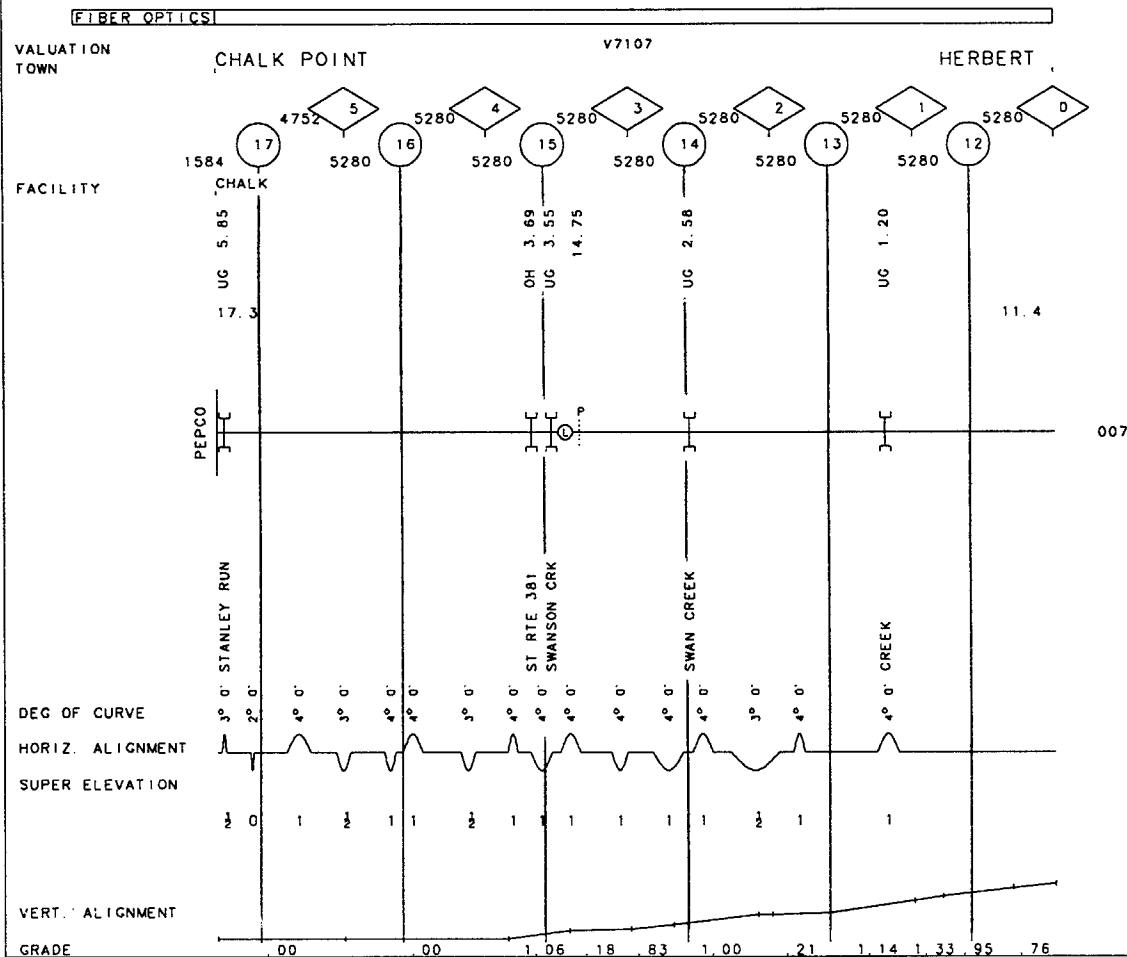 FIBER OPTICS
VALUATION V7107
TOWN CHALK POINT HERBERT
4752 5 5280 4 5280 3 5280 2 5280 1 5280 0
17 16 15 14 13 12
1584 5280 5280 5280 5280 5280
FACILITY CHALK
UG 5.85
OH 3.69
UG 3.55
14.75
UG 2.58
UG 1.20
17.3 11.4
PEPCO
L P
007
STANLEY RUN
ST RTE 381
SWANSON CRK
SWAN CREEK
CREEK
DEG OF CURVE 3° 0' 2° 0' 4° 0' 3° 0' 4° 0' 4° 0' 3° 0' 4° 0' 4° 0' 4° 0' 4° 0' 4° 0' 4° 0' 3° 0' 4° 0' 4° 0'
HORIZ. ALIGNMENT
SUPER ELEVATION
½ 0 1 ½ 1 1 ½ 1 1 1 1 1 1 ½ 1 1
VERT. ALIGNMENT
GRADE .00 .00 1.06 .18 .83 1.00 .21 1.14 1.33 .95 .76